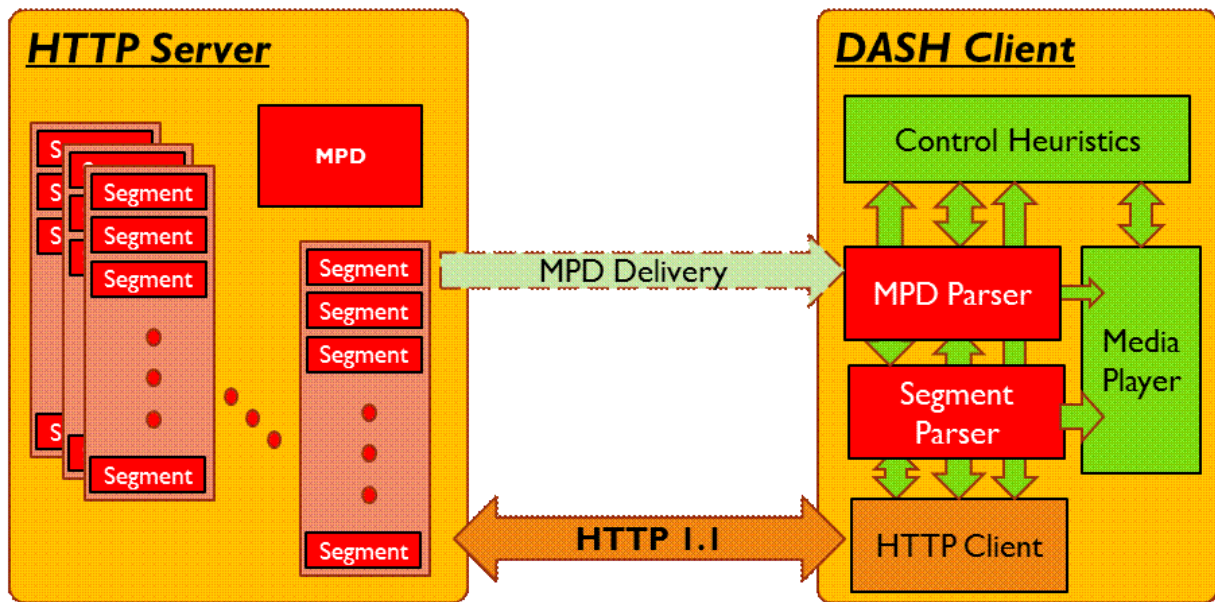 HTTP Server
MPD
S
S
S
S
Segment
Segment
Segment
Segment
Segment
Segment
Segment
Segment
MPD Delivery
HTTP 1.1
DASH Client
Control Heuristics
MPD Parser
Segment
Parser
Media
Player
HTTP Client